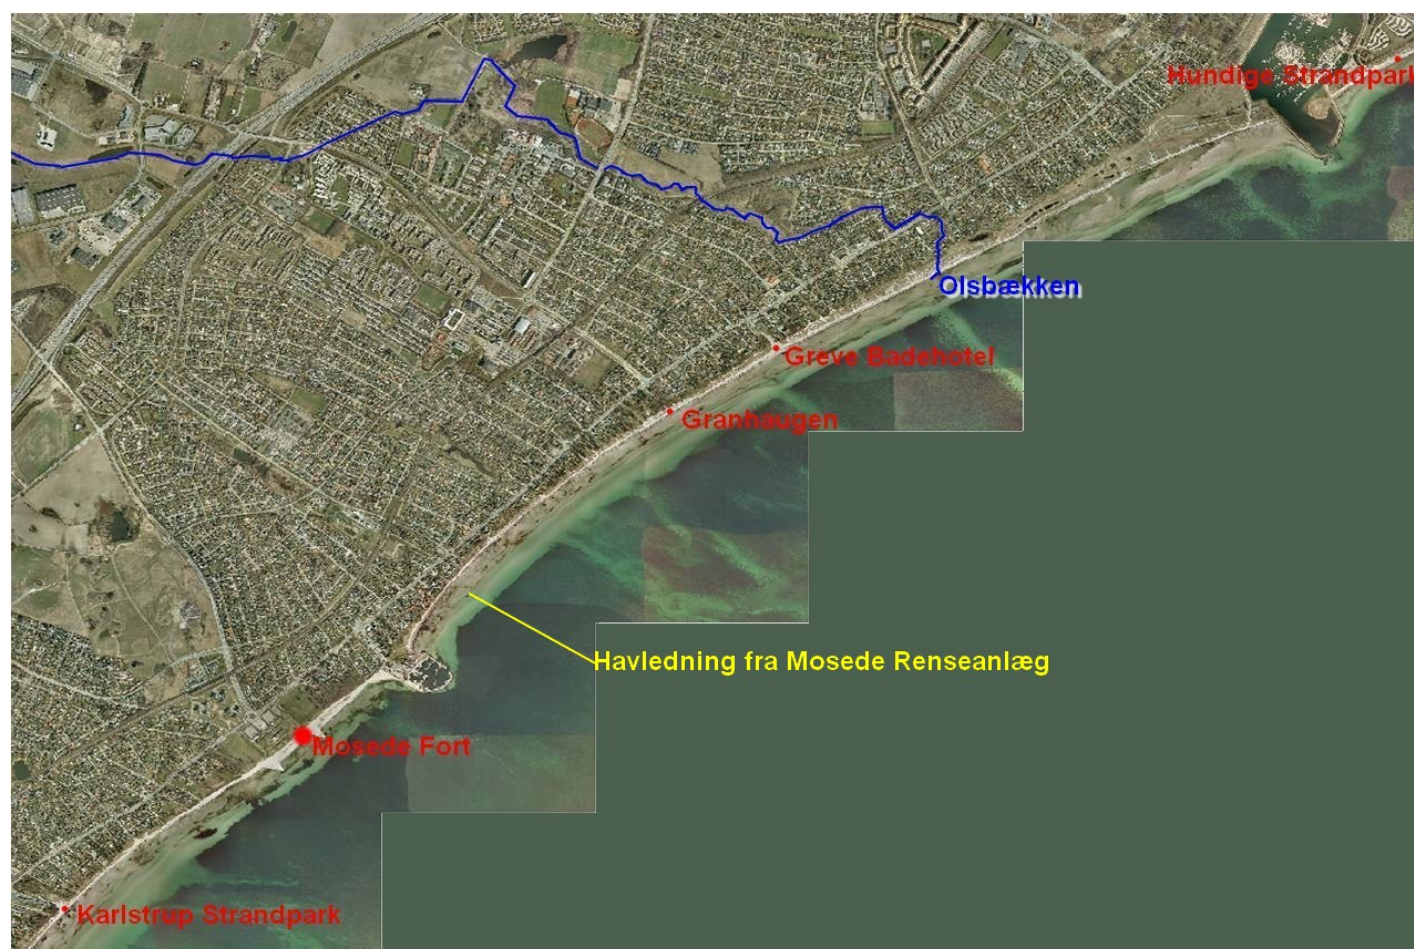 Hundige Strandpark
Olsbækken
Greve Badehotel
Granhaugen
Havledning fra Mosede Renseanlæg
Mosede Fort
Karlstrup Strandpark